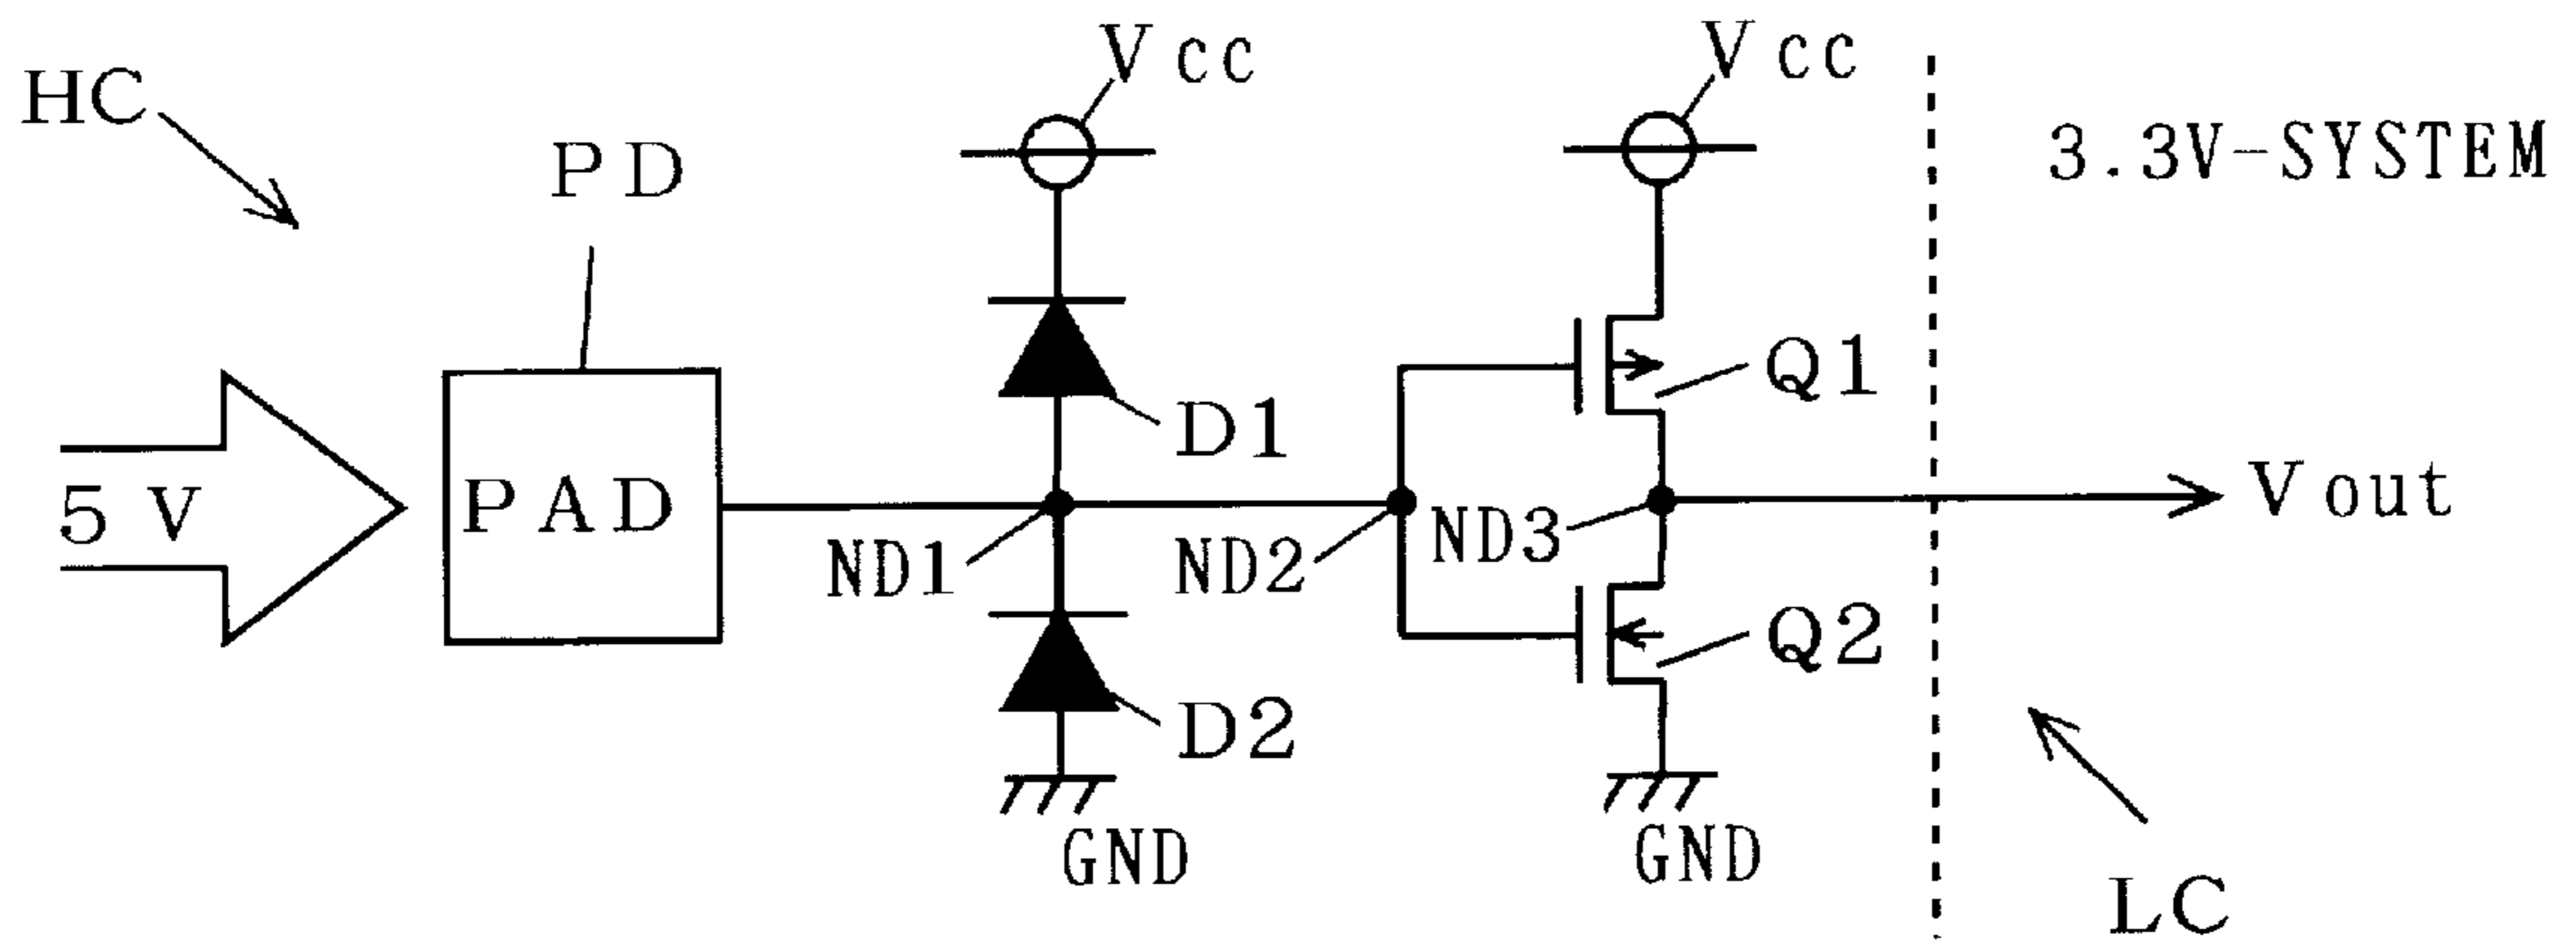 HC
PD
VCC
VCC
3.3V-SYSTEM
5V
PAD
D1
Q1
ND1
ND2
ND3
Vout
D2
Q2
GND
GND
LC